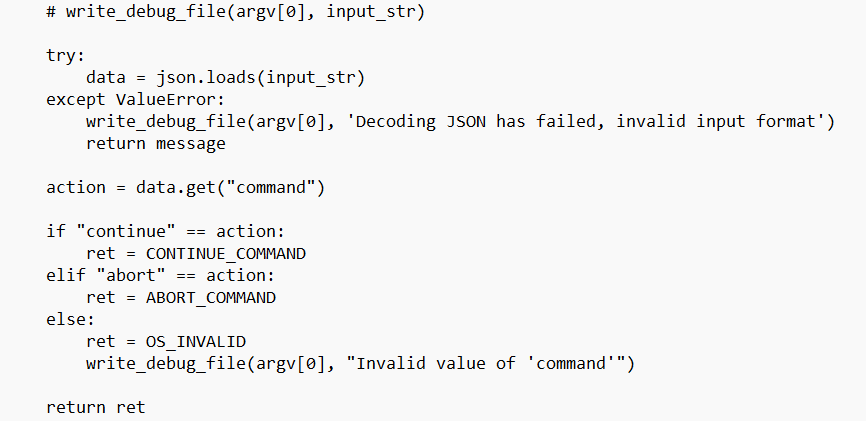 # write_debug_file(argv[0], input_str)
try:
data = json.loads(input_str)
except ValueError:
write_debug_file(argv[0], 'Decoding JSON has failed, invalid input format')
return message
action = data.get("command")
if "continue" == action:
ret = CONTINUE_COMMAND
elif "abort" == action:
ret = ABORT_COMMAND
else:
ret = OS_INVALID
write_debug_file(argv[0], "Invalid value of 'command'")
return ret